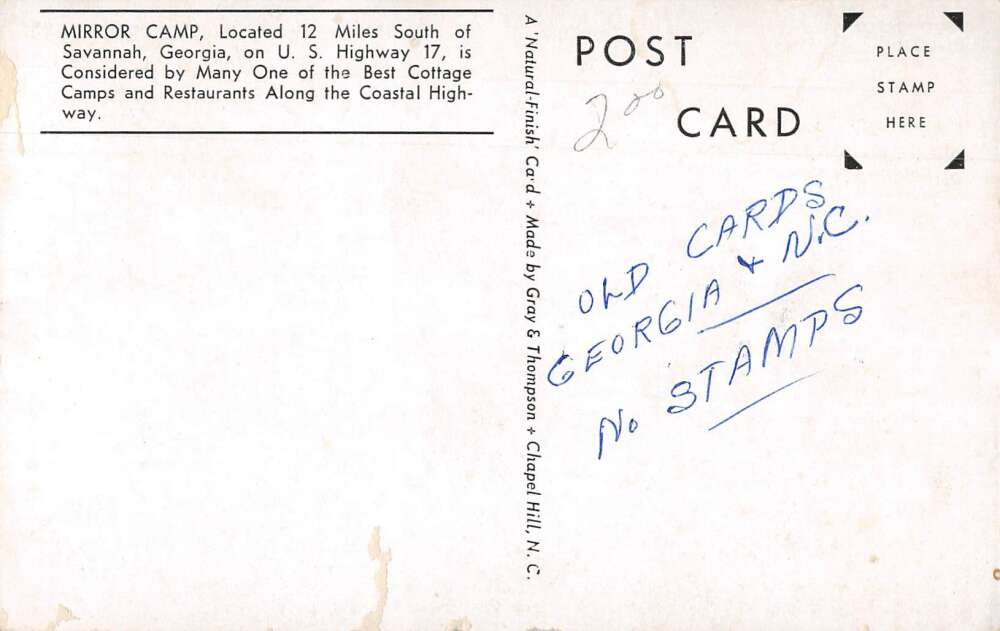 MIRROR CAMP, Located 12 Miles South of
Savannah, Georgia, on U. S. Highway 17, is
Considered by Many One of the Best Cottage
Camps and Restaurants Along the Coastal High-
way.
A 'Natural-Finish' Card + Made by Gray & Thompson + Chapel Hill, N. C.
POST
CARD
2.00
PLACE
STAMP
HERE
OLD CARDS
GEORGIA + N.C.
No STAMPS